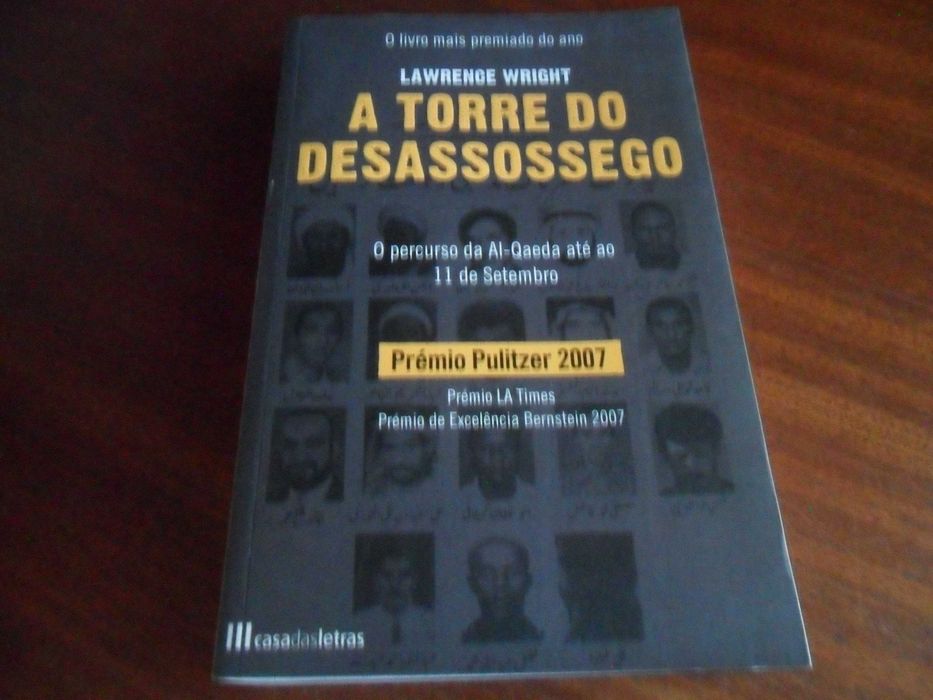 O livro mais premiado do ano
LAWRENCE WRIGHT
A TORRE DO
DESASSOSSEGO
O percurso da Al-Qaeda até ao
11 de Setembro
Prémio Pulitzer 2007
Prémio LA Times
Prémio de Excelência Bernstein 2007
casadasletras